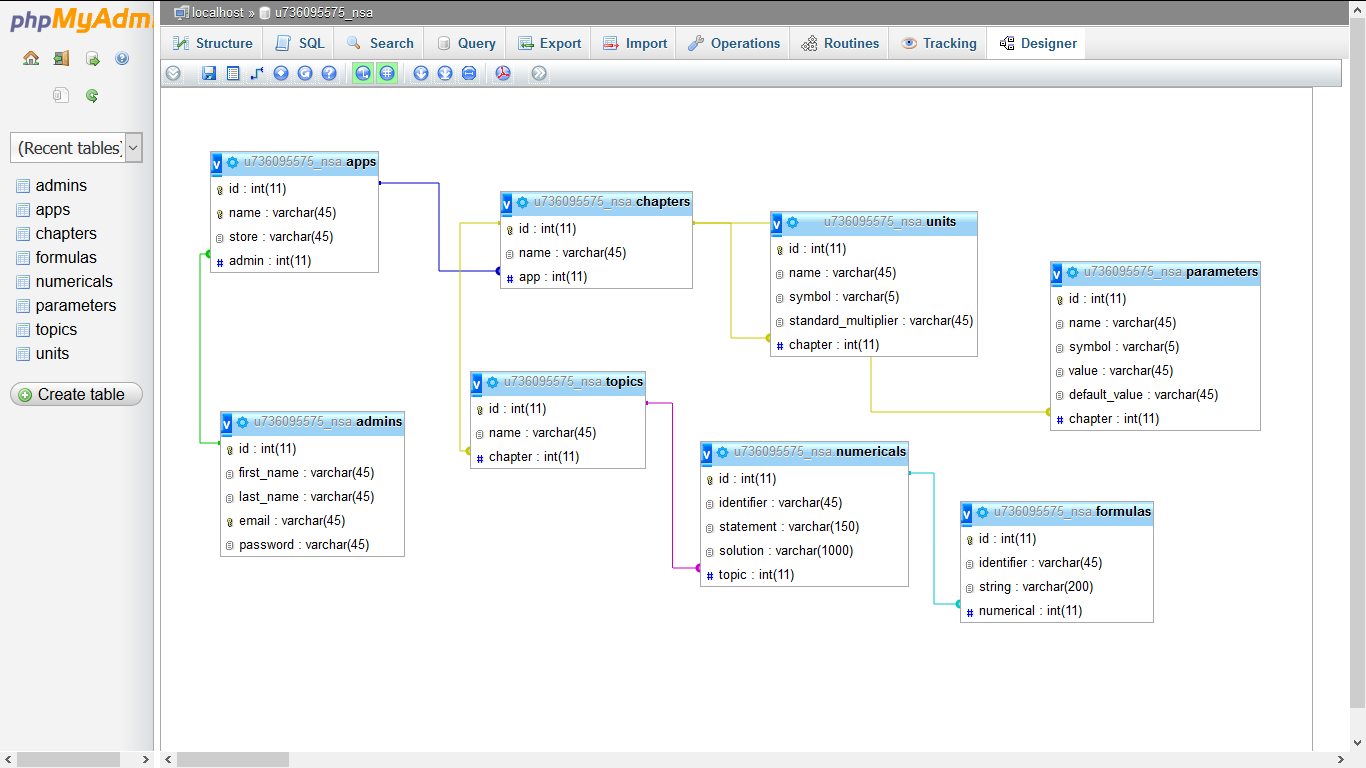 phpMyAdm
(Recent tables)
admins
apps
chapters
formulas
numericals
parameters
topics
units
Create table
localhost » u736095575_nsa
Structure SQL Search Query Export Import Operations Routines Tracking Designer
v u736095575_nsa.apps
id : int(11)
name : varchar(45)
store : varchar(45)
# admin : int(11)
v u736095575_nsa.chapters
id : int(11)
name : varchar(45)
# app : int(11)
v u736095575_nsa.units
id : int(11)
name : varchar(45)
symbol : varchar(5)
standard_multiplier : varchar(45)
# chapter : int(11)
v u736095575_nsa.parameters
id : int(11)
name : varchar(45)
symbol : varchar(5)
value : varchar(45)
default_value : varchar(45)
# chapter : int(11)
v u736095575_nsa.topics
id : int(11)
name : varchar(45)
# chapter : int(11)
v u736095575_nsa.admins
id : int(11)
first_name : varchar(45)
last_name : varchar(45)
email : varchar(45)
password : varchar(45)
v u736095575_nsa.numericals
id : int(11)
identifier : varchar(45)
statement : varchar(150)
solution : varchar(1000)
# topic : int(11)
v u736095575_nsa.formulas
id : int(11)
identifier : varchar(45)
string : varchar(200)
# numerical : int(11)